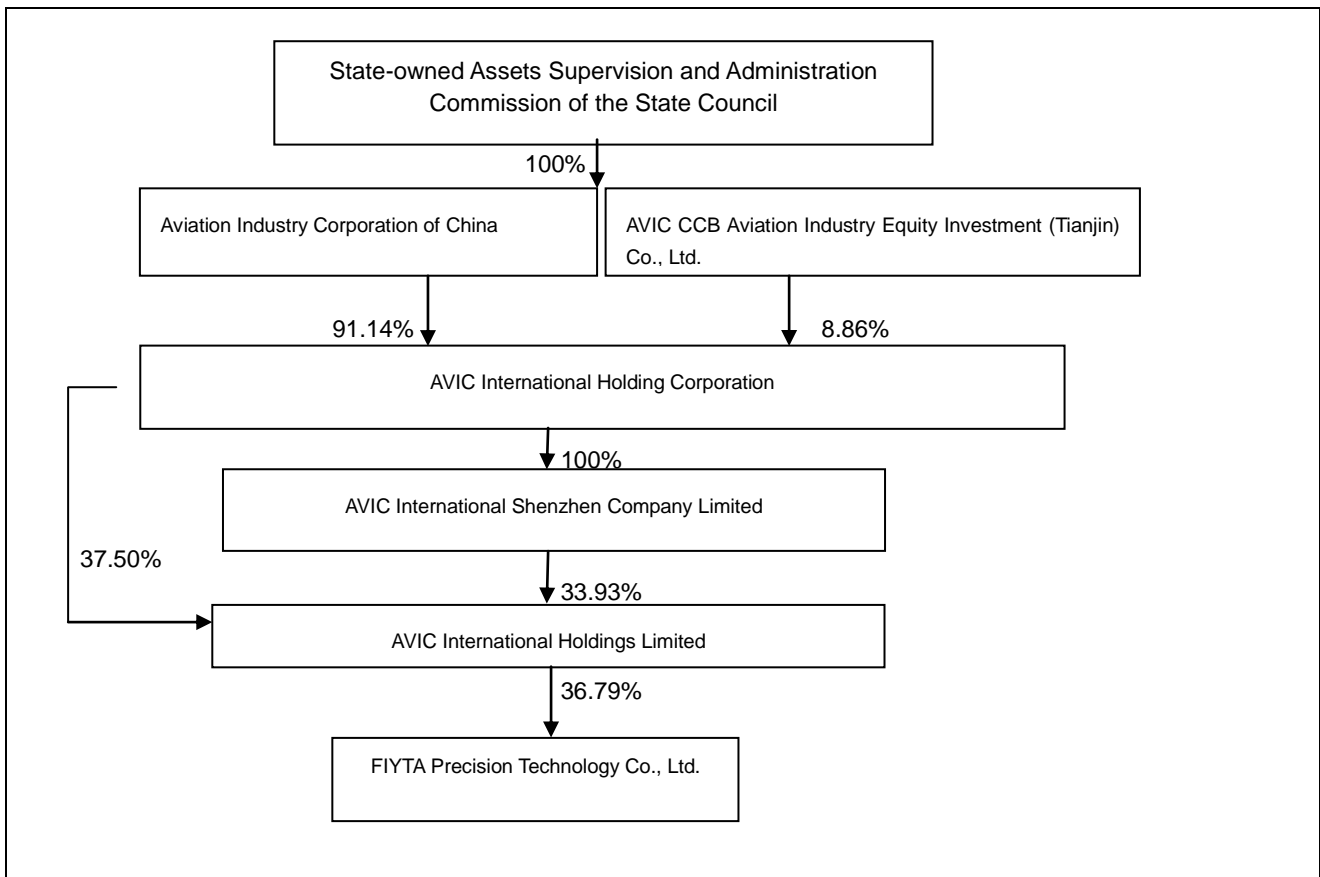 State-owned Assets Supervision and Administration
Commission of the State Council
100%
Aviation Industry Corporation of China
AVIC CCB Aviation Industry Equity Investment (Tianjin)
Co., Ltd.
91.14%
8.86%
AVIC International Holding Corporation
100%
AVIC International Shenzhen Company Limited
37.50%
33.93%
AVIC International Holdings Limited
36.79%
FIYTA Precision Technology Co., Ltd.